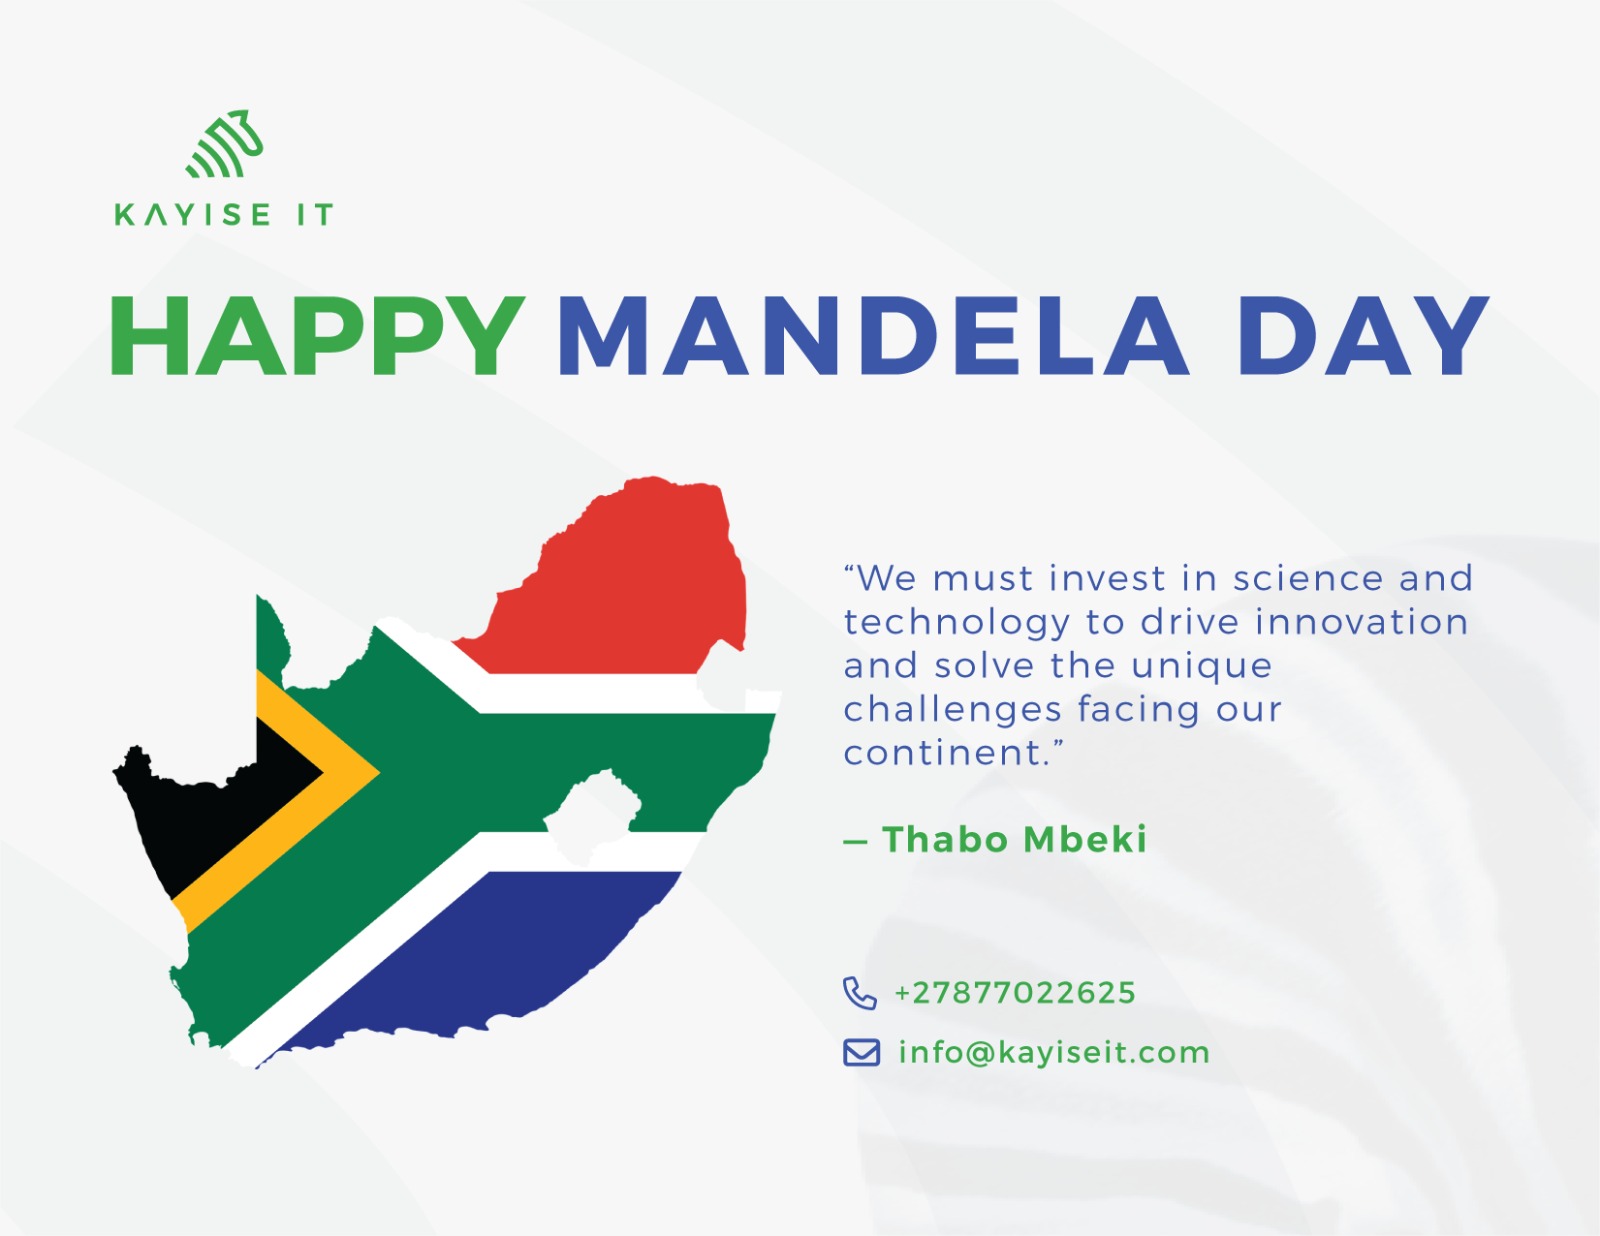 KAYISE IT
HAPPY MANDELA DAY
“We must invest in science and
technology to drive innovation
and solve the unique
challenges facing our
continent.”
– Thabo Mbeki
+27877022625
info@kayiseit.com